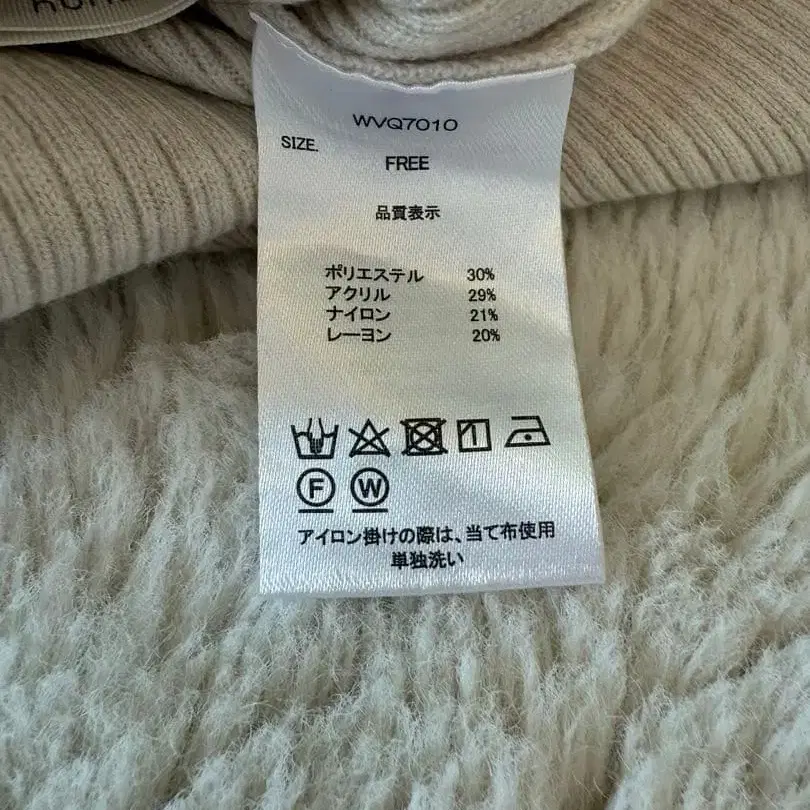 WVQ7010
SIZE.
FREE
品質表示
ポリエステル 30%
アクリル 29%
ナイロン 21%
レーヨン 20%
F W
アイロン掛けの際は、当て布使用
単独洗い